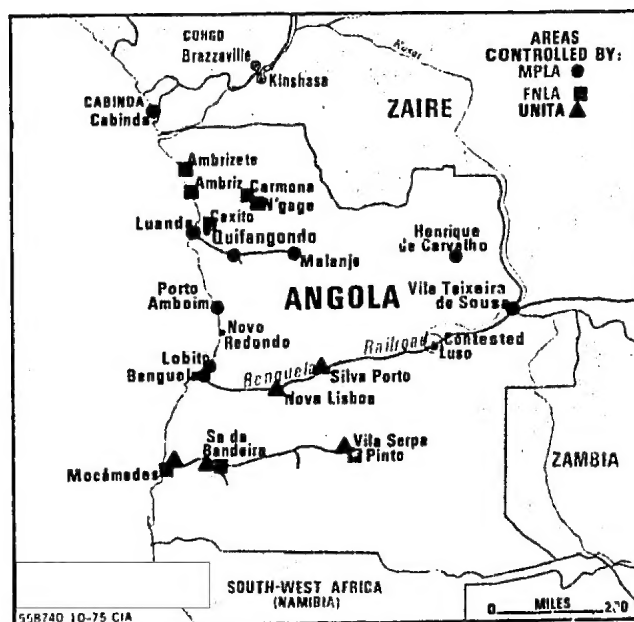 CONGO
Brazzaville
Kinshasa
AREAS
CONTROLLED BY:
MPLA
FNLA
UNITA
CABINDA
Cabinda
ZAIRE
Ambrizete
Ambriz
Carmona
N'gage
Caxito
Luanda
Quifangondo
Malanje
Henrique
de Carvalho
Porto
Amboim
ANGOLA
Vila Teixeira
de Sousa
Novo
Redondo
Contested
Luso
Lobito
Benguela Railroad
Silva Porto
Nova Lisboa
Sa da
Bandeira
Vila Serpa
Pinto
Mocâmedes
ZAMBIA
SOUTH-WEST AFRICA
(NAMIBIA)
0 MILES 200
558740 10-75 CIA